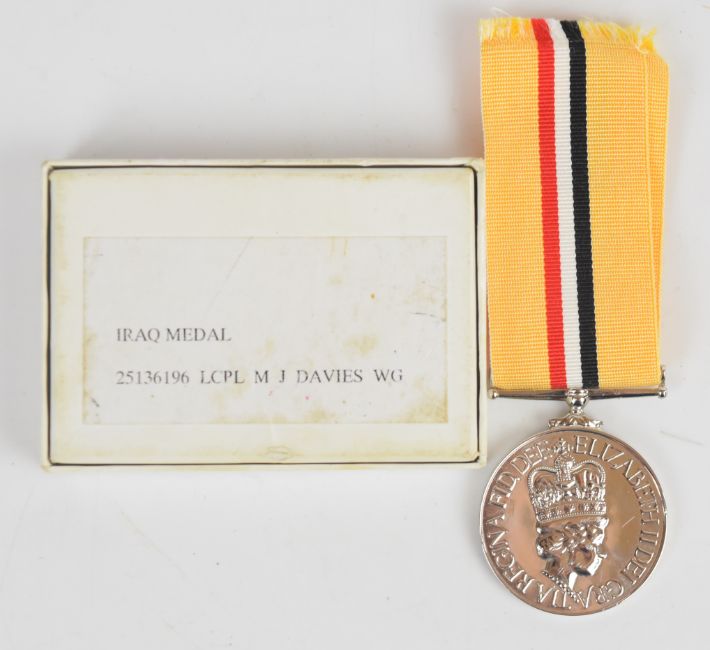 IRAQ MEDAL
25136196 LCPL M J DAVIES WG
ELIZABETH II DEI GRATIA REGINA FID. DEF.